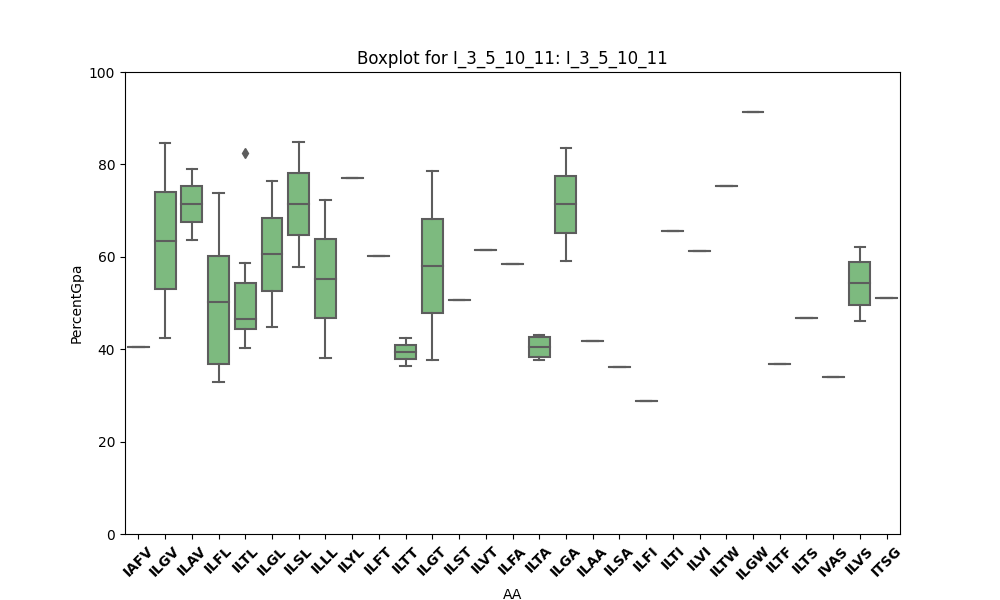 Boxplot for I_3_5_10_11: I_3_5_10_11
100
80
60
40
20
0
PercentGpa
IAFV ILGV ILAV ILFL ILTL ILGL ILSL ILLL ILYL ILFT ILTT ILGT ILST ILVT ILFA ILTA ILGA ILAA ILSA ILFI ILTI ILVI ILTW ILGW ILTF ILTS IVAS ILVS ITSG
AA